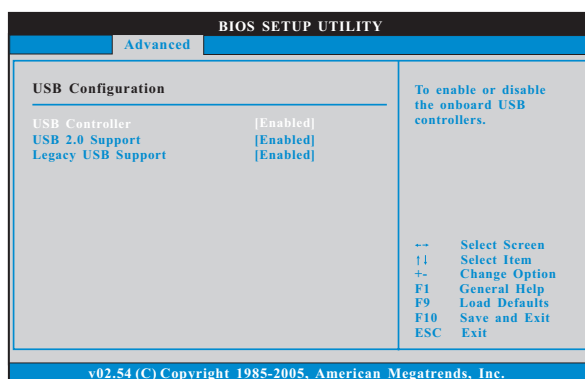 BIOS SETUP UTILITY
Advanced
USB Configuration
USB Controller [Enabled]
USB 2.0 Support [Enabled]
Legacy USB Support [Enabled]
To enable or disable
the onboard USB
controllers.
←→ Select Screen
↑↓ Select Item
+- Change Option
F1 General Help
F9 Load Defaults
F10 Save and Exit
ESC Exit
v02.54 (C) Copyright 1985-2005, American Megatrends, Inc.